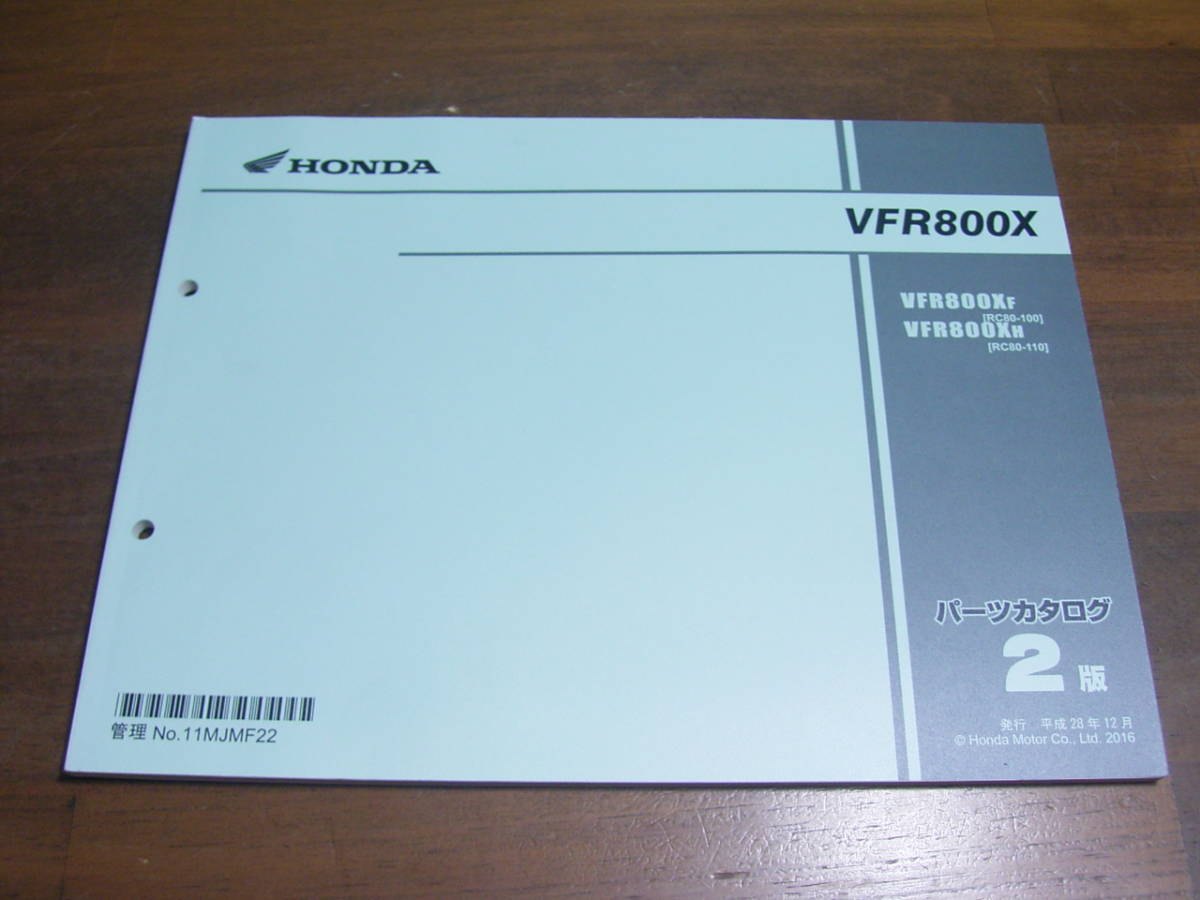 HONDA
VFR800X
VFR800XF
[RC80-100]
VFR800XH
[RC80-110]
パーツカタログ
2版
発行 平成28年12月
© Honda Motor Co., Ltd. 2016
管理 No.11MJMF22